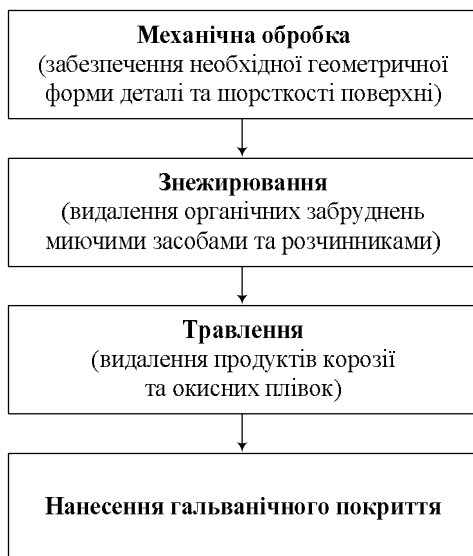 Механічна обробка
(забезпечення необхідної геометричної
форми деталі та шорсткості поверхні)
Знежирювання
(видалення органічних забруднень
миючими засобами та розчинниками)
Травлення
(видалення продуктів корозії
та окисних плівок)
Нанесення гальванічного покриття